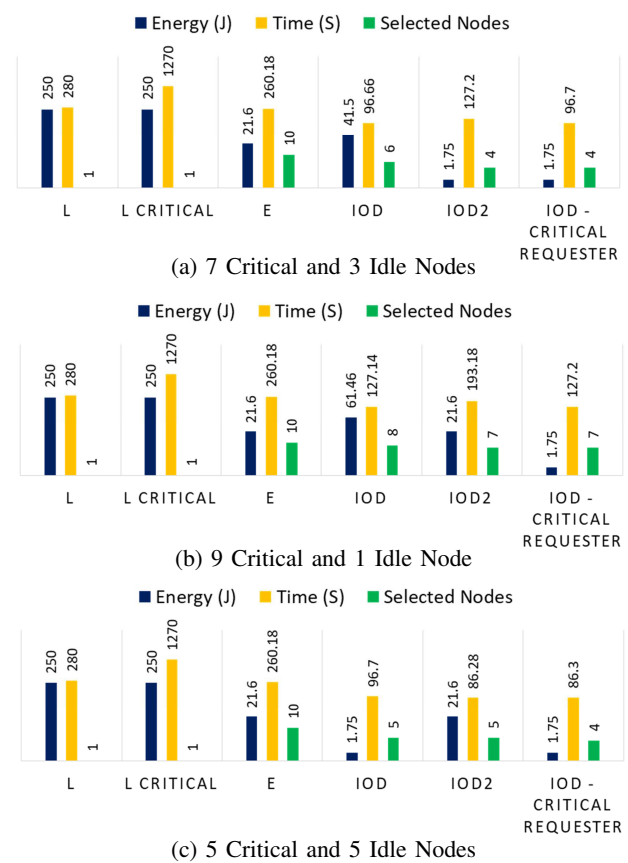 Energy (J) Time (S) Selected Nodes
250 280 1 250 1270 1 21.6 260.18 10 41.5 96.66 6 1.75 127.2 4 1.75 96.7 4
L L CRITICAL E IOD IOD2 IOD -
CRITICAL
REQUESTER
(a) 7 Critical and 3 Idle Nodes
Energy (J) Time (S) Selected Nodes
250 280 1 250 1270 1 21.6 260.18 10 61.46 127.14 8 21.6 193.18 7 1.75 127.2 7
L L CRITICAL E IOD IOD2 IOD -
CRITICAL
REQUESTER
(b) 9 Critical and 1 Idle Node
Energy (J) Time (S) Selected Nodes
250 280 1 250 1270 1 21.6 260.18 10 1.75 96.7 5 21.6 86.28 5 1.75 86.3 4
L L CRITICAL E IOD IOD2 IOD -
CRITICAL
REQUESTER
(c) 5 Critical and 5 Idle Nodes